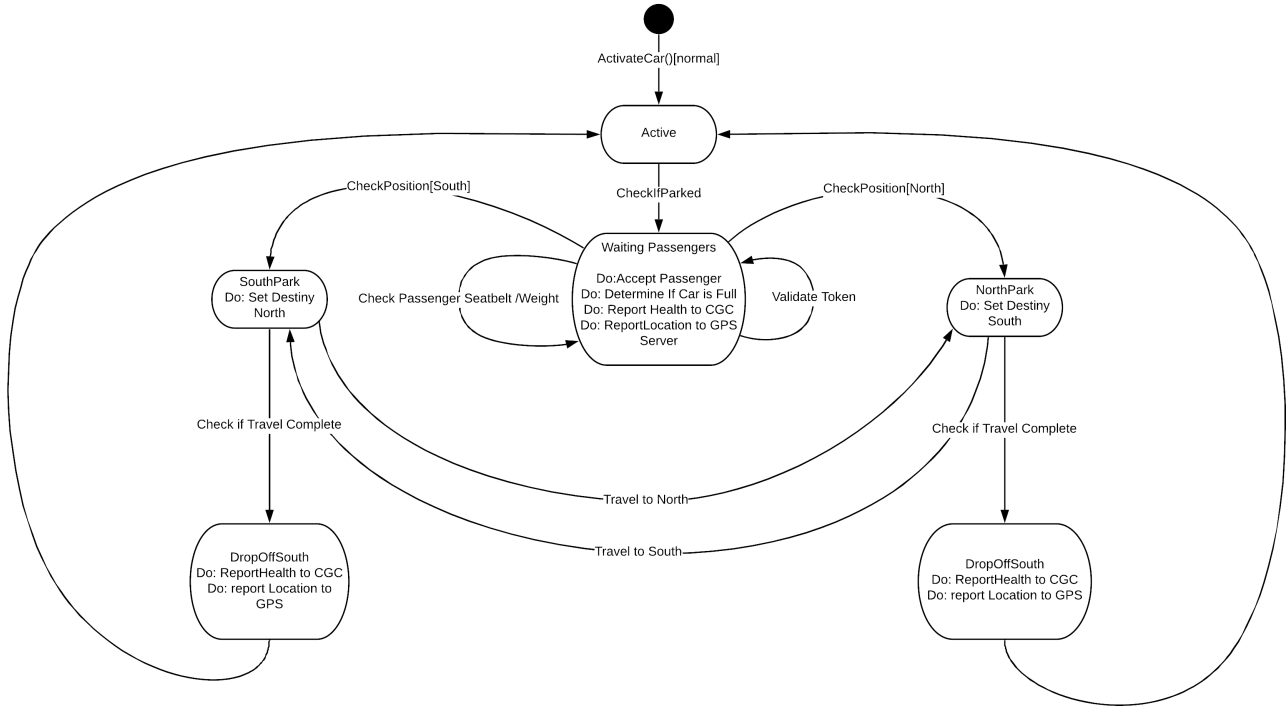 ActivateCar()[normal]
Active
CheckPosition[South]
CheckIfParked
CheckPosition[North]
Waiting Passengers
Do:Accept Passenger
Do: Determine If Car is Full
Do: Report Health to CGC
Do: ReportLocation to GPS
Server
Check Passenger Seatbelt /Weight
Validate Token
SouthPark
Do: Set Destiny
North
NorthPark
Do: Set Destiny
South
Check if Travel Complete
Check if Travel Complete
Travel to North
Travel to South
DropOffSouth
Do: ReportHealth to CGC
Do: report Location to
GPS
DropOffSouth
Do: ReportHealth to CGC
Do: report Location to GPS